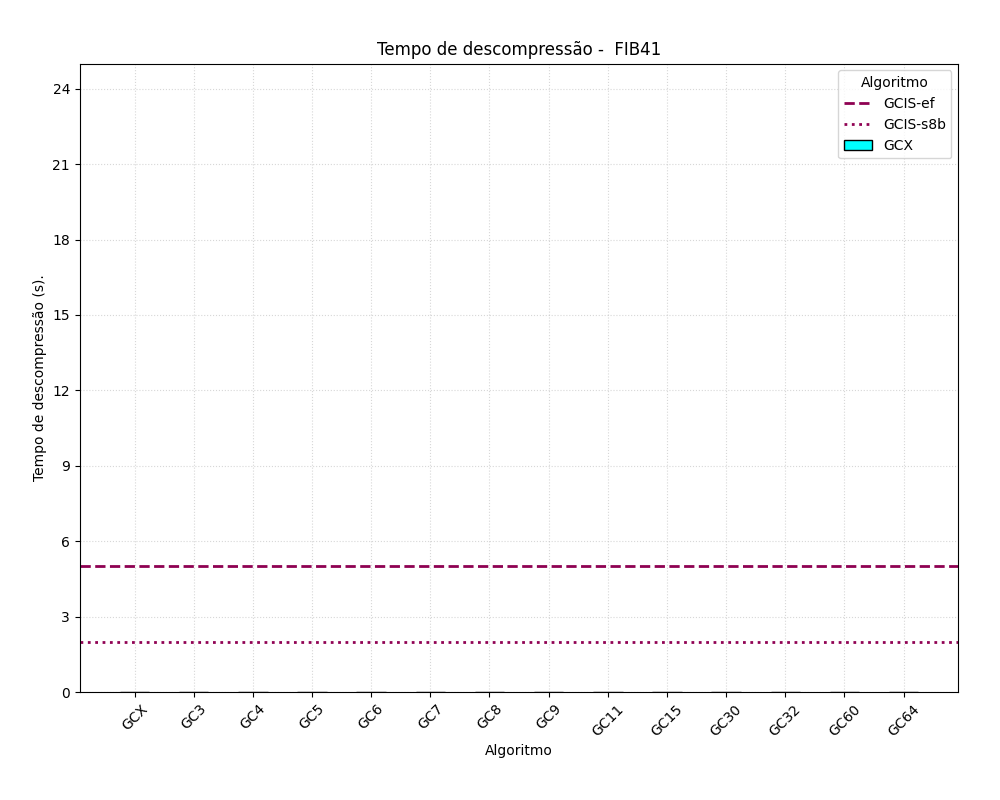 Tempo de descompressão -  FIB41
Algoritmo
GCIS-ef
GCIS-s8b
GCX
Tempo de descompressão (s).
24
21
18
15
12
9
6
3
0
GCX
GC3
GC4
GC5
GC6
GC7
GC8
GC9
GC11
GC15
GC30
GC32
GC60
GC64
Algoritmo